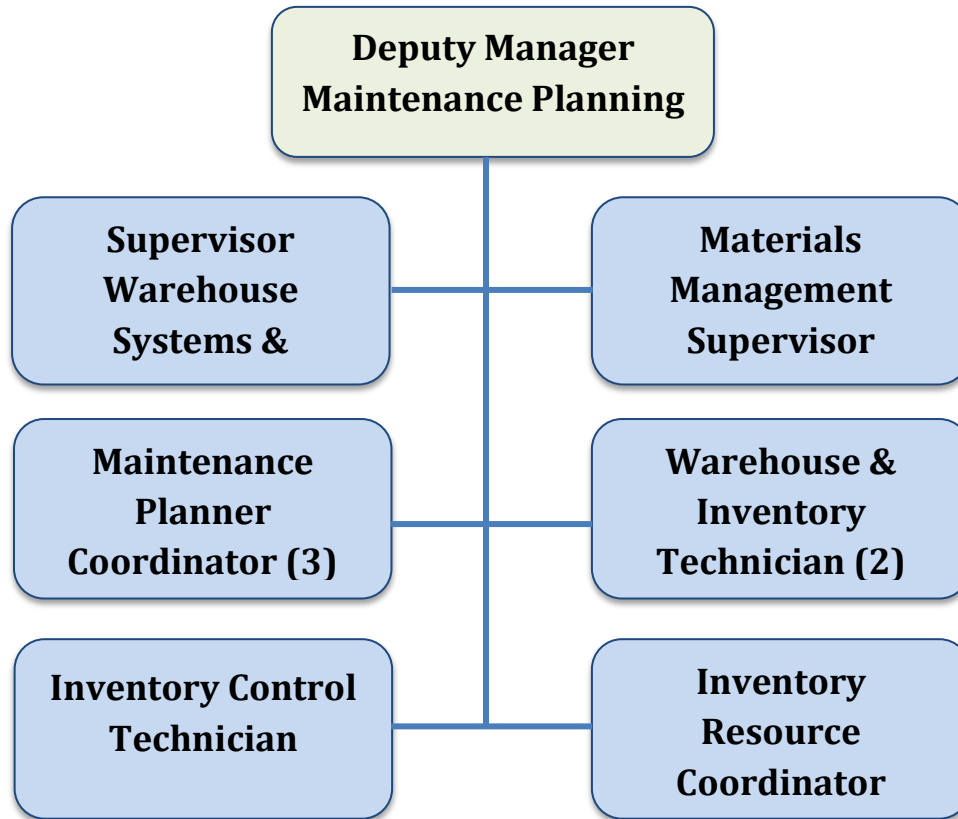 Deputy Manager
Maintenance Planning
Supervisor
Warehouse
Systems &
Materials
Management
Supervisor
Maintenance
Planner
Coordinator (3)
Warehouse &
Inventory
Technician (2)
Inventory Control
Technician
Inventory
Resource
Coordinator